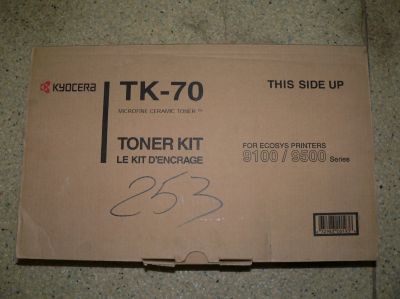 KYOCERA
TK-70
MICROFINE CERAMIC TONER™
THIS SIDE UP
TONER KIT
LE KIT D'ENCRAGE
FOR ECOSYS PRINTERS
9100 / 9500 Series
253